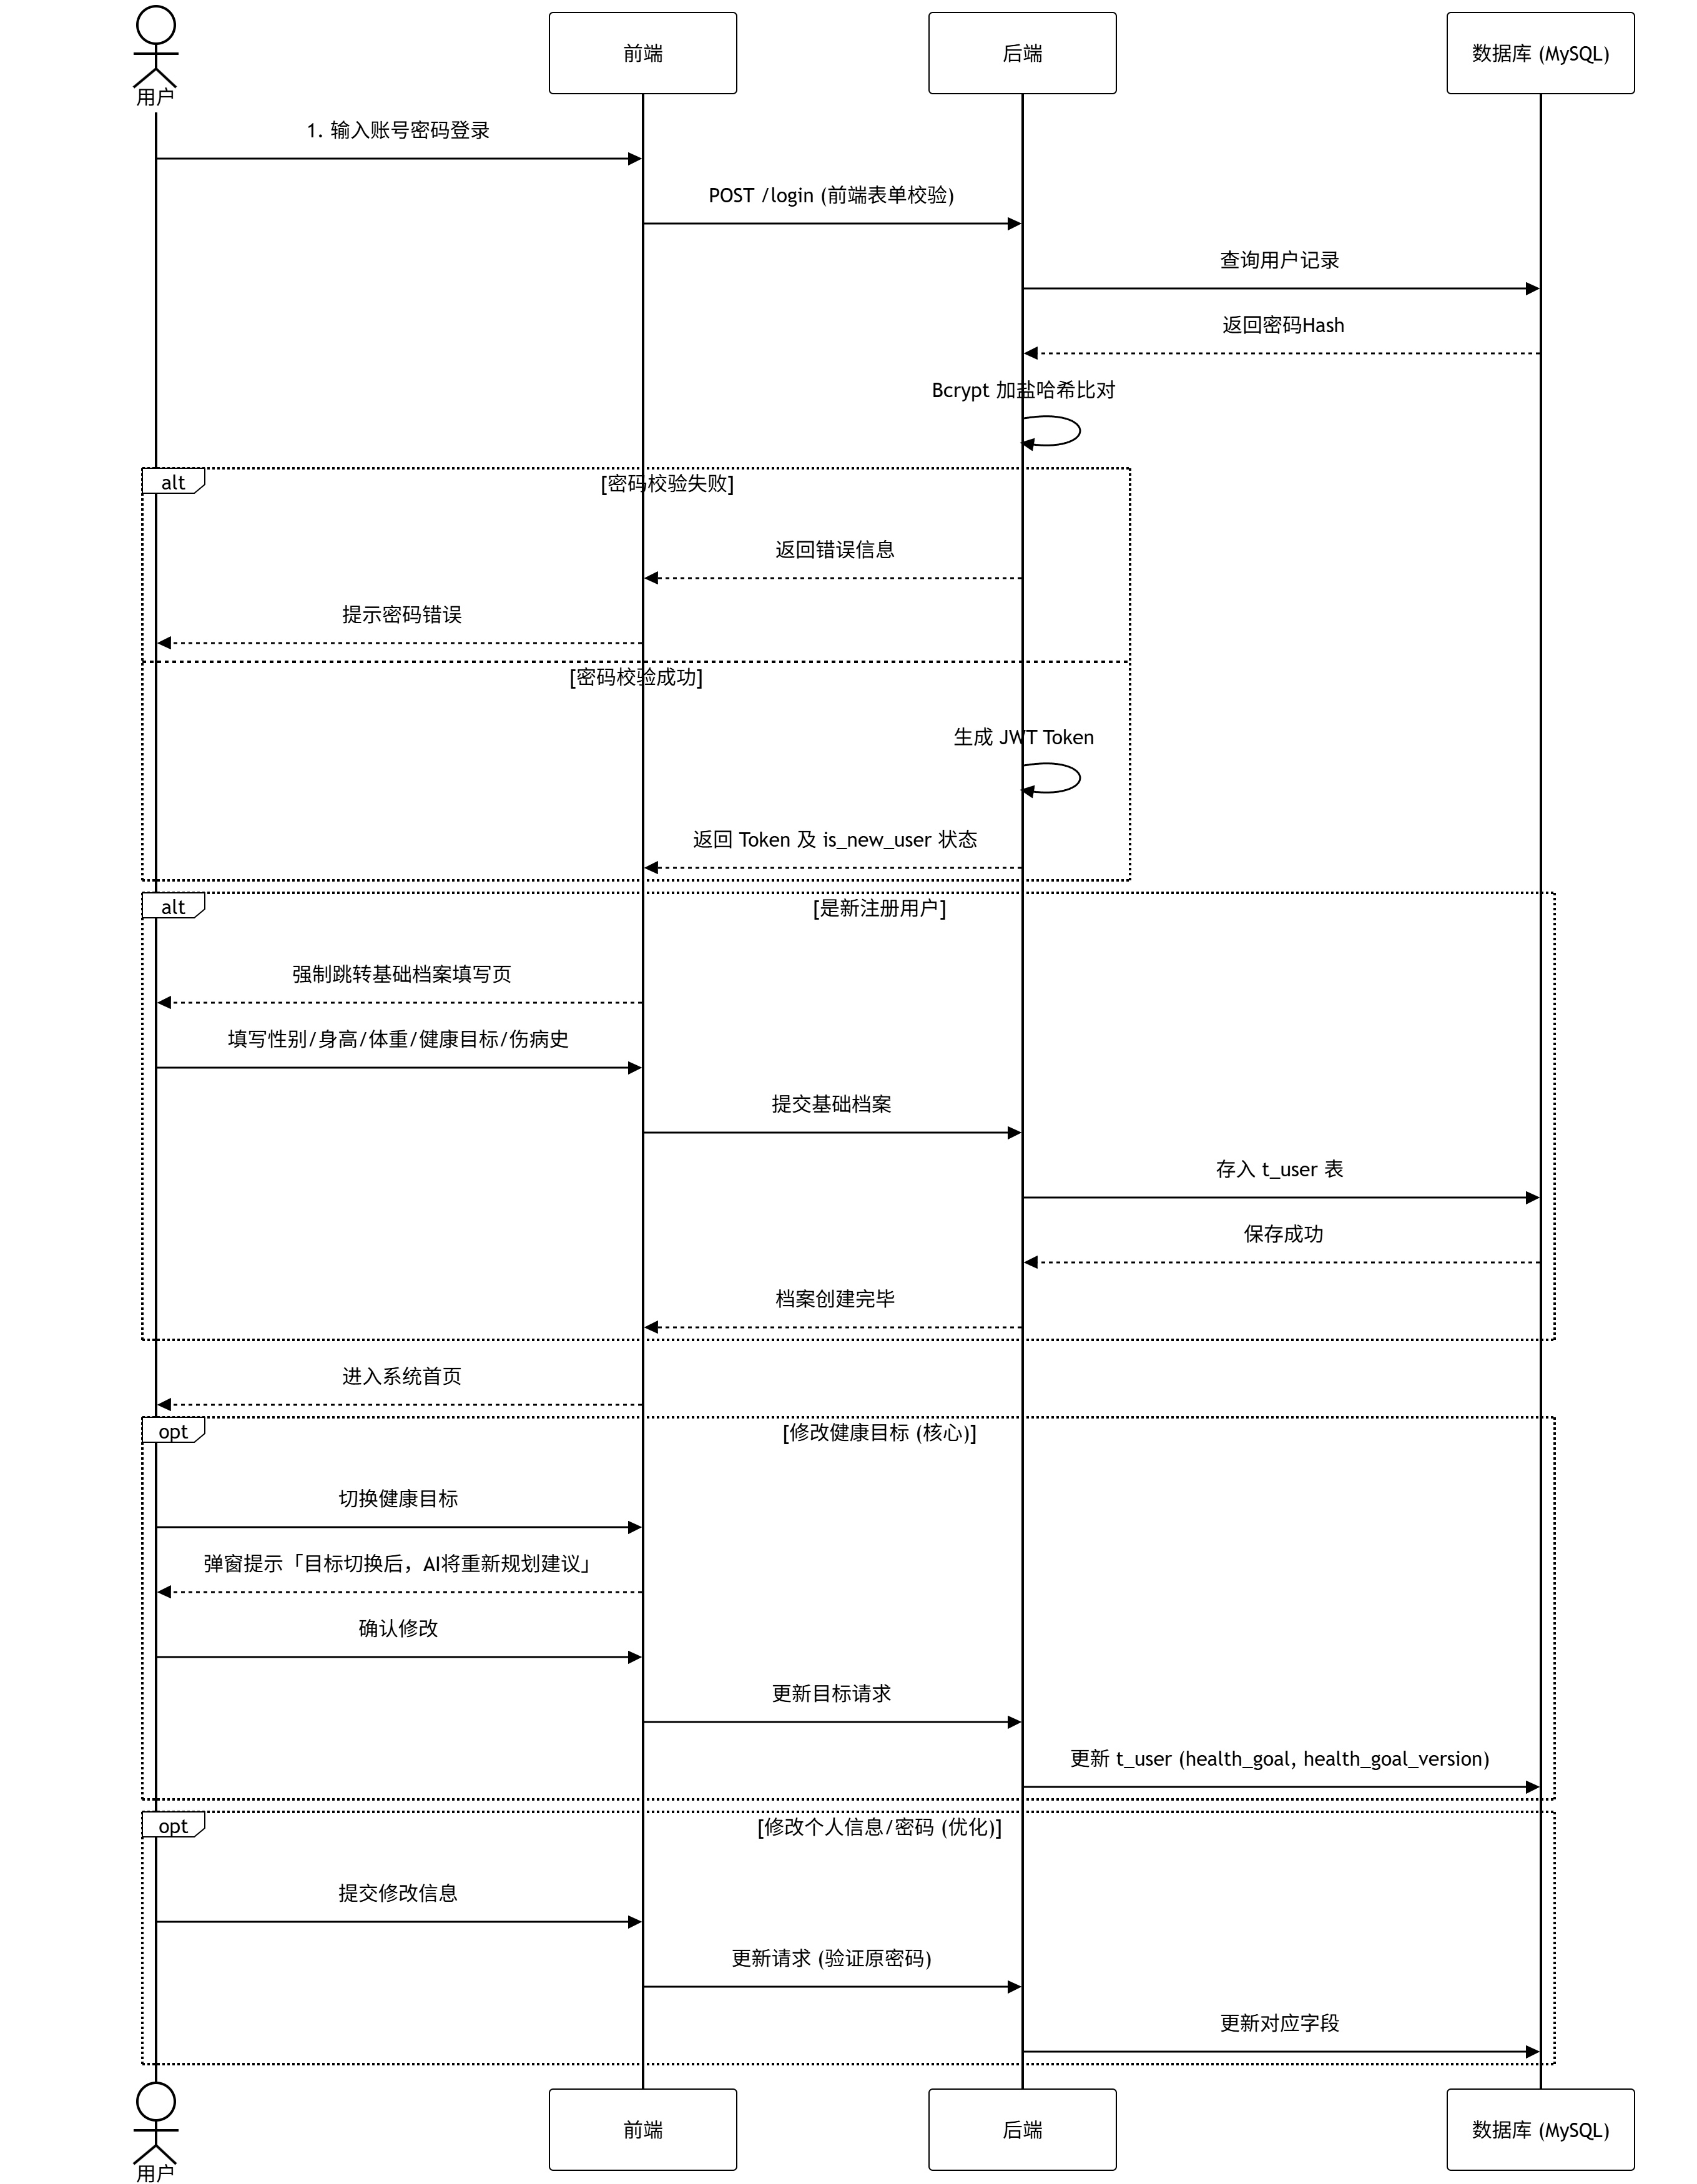 用户
前端
后端
数据库 (MySQL)
1. 输入账号密码登录
POST /login (前端表单校验)
查询用户记录
返回密码Hash
Bcrypt 加盐哈希比对
alt
[密码校验失败]
返回错误信息
提示密码错误
[密码校验成功]
生成 JWT Token
返回 Token 及 is_new_user 状态
alt
[是新注册用户]
强制跳转基础档案填写页
填写性别/身高/体重/健康目标/伤病史
提交基础档案
存入 t_user 表
保存成功
档案创建完毕
进入系统首页
opt
[修改健康目标 (核心)]
切换健康目标
弹窗提示「目标切换后，AI将重新规划建议」
确认修改
更新目标请求
更新 t_user (health_goal, health_goal_version)
opt
[修改个人信息/密码 (优化)]
提交修改信息
更新请求 (验证原密码)
更新对应字段
用户
前端
后端
数据库 (MySQL)